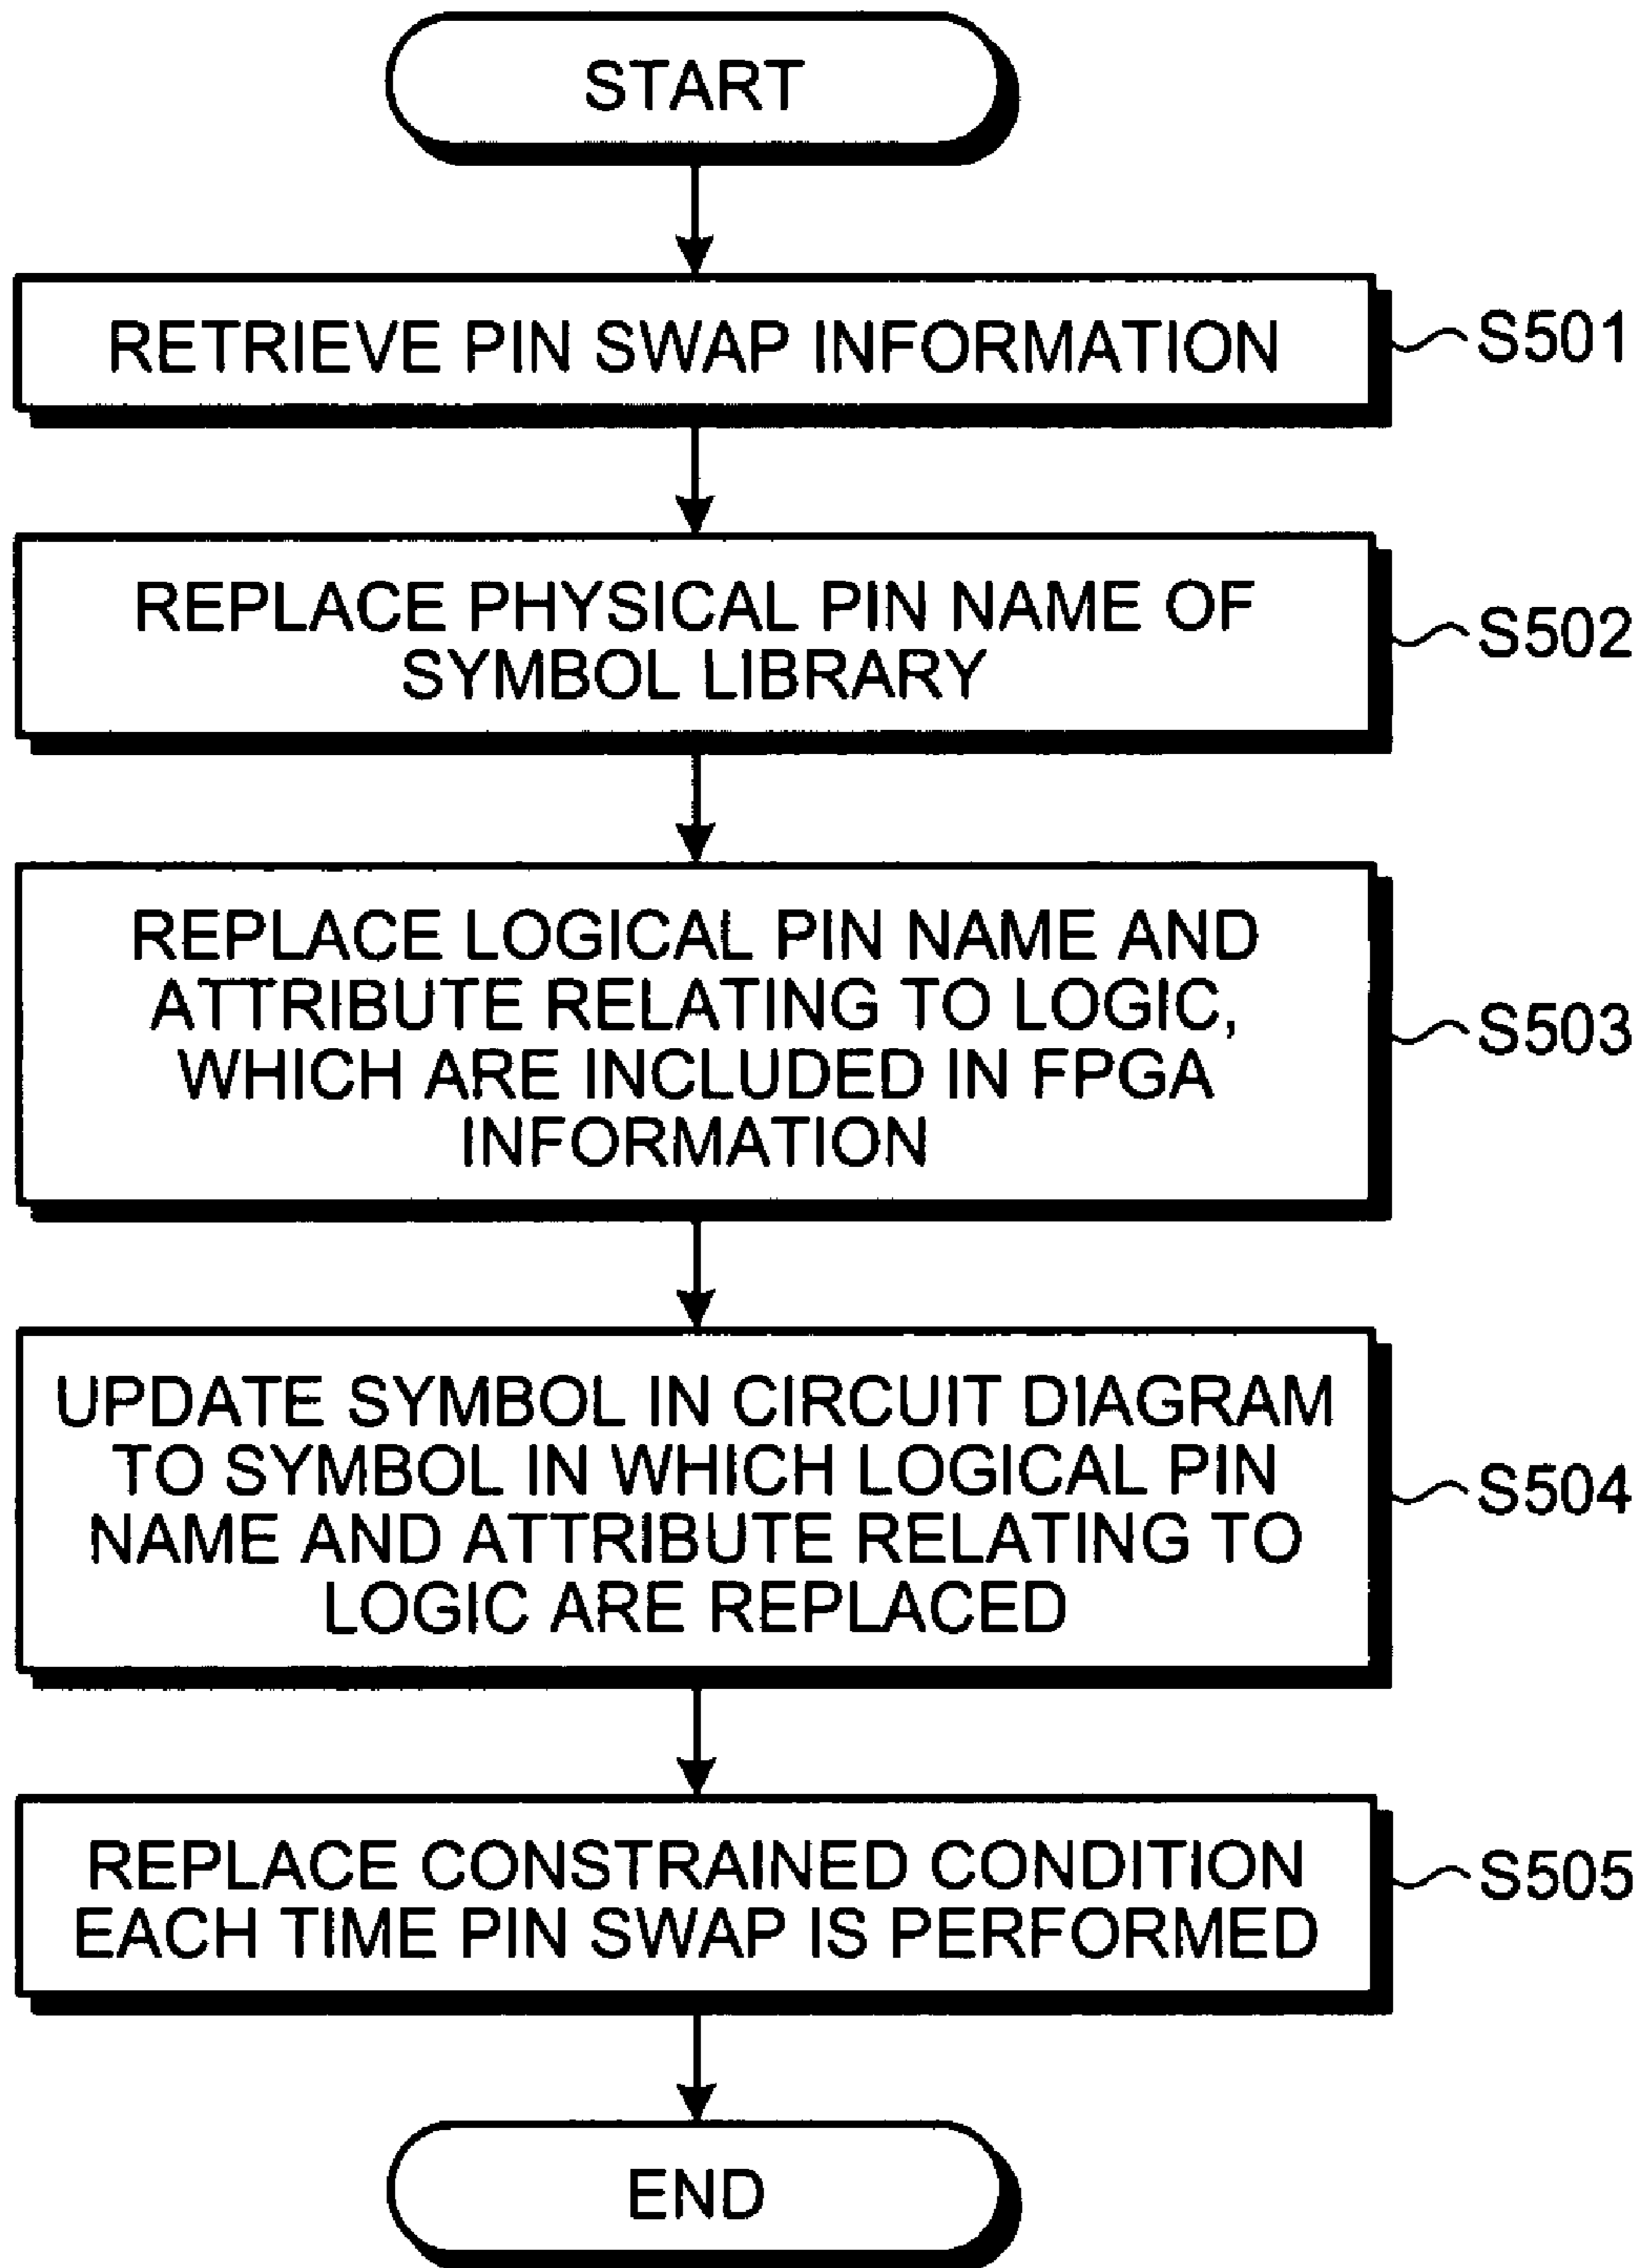 START
RETRIEVE PIN SWAP INFORMATION
S501
REPLACE PHYSICAL PIN NAME OF
SYMBOL LIBRARY
S502
REPLACE LOGICAL PIN NAME AND
ATTRIBUTE RELATING TO LOGIC,
WHICH ARE INCLUDED IN FPGA
INFORMATION
S503
UPDATE SYMBOL IN CIRCUIT DIAGRAM
TO SYMBOL IN WHICH LOGICAL PIN
NAME AND ATTRIBUTE RELATING TO
LOGIC ARE REPLACED
S504
REPLACE CONSTRAINED CONDITION
EACH TIME PIN SWAP IS PERFORMED
S505
END